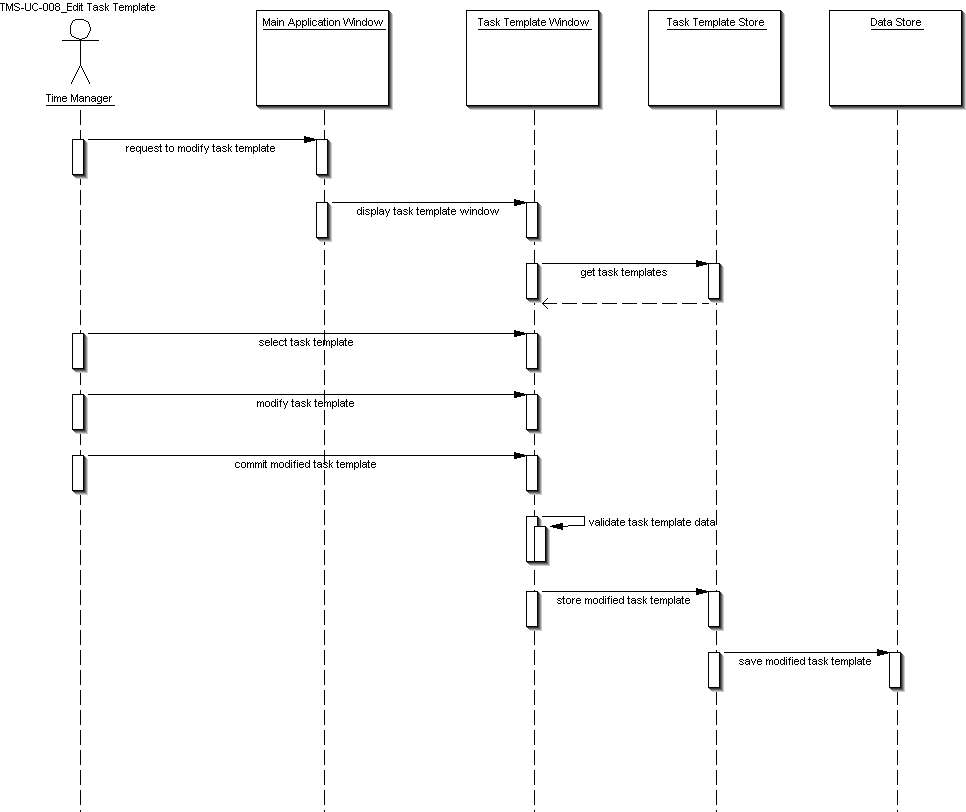 TMS-UC-008_Edit Task Template
Time Manager
Main Application Window
Task Template Window
Task Template Store
Data Store
request to modify task template
display task template window
get task templates
select task template
modify task template
commit modified task template
validate task template data
store modified task template
save modified task template